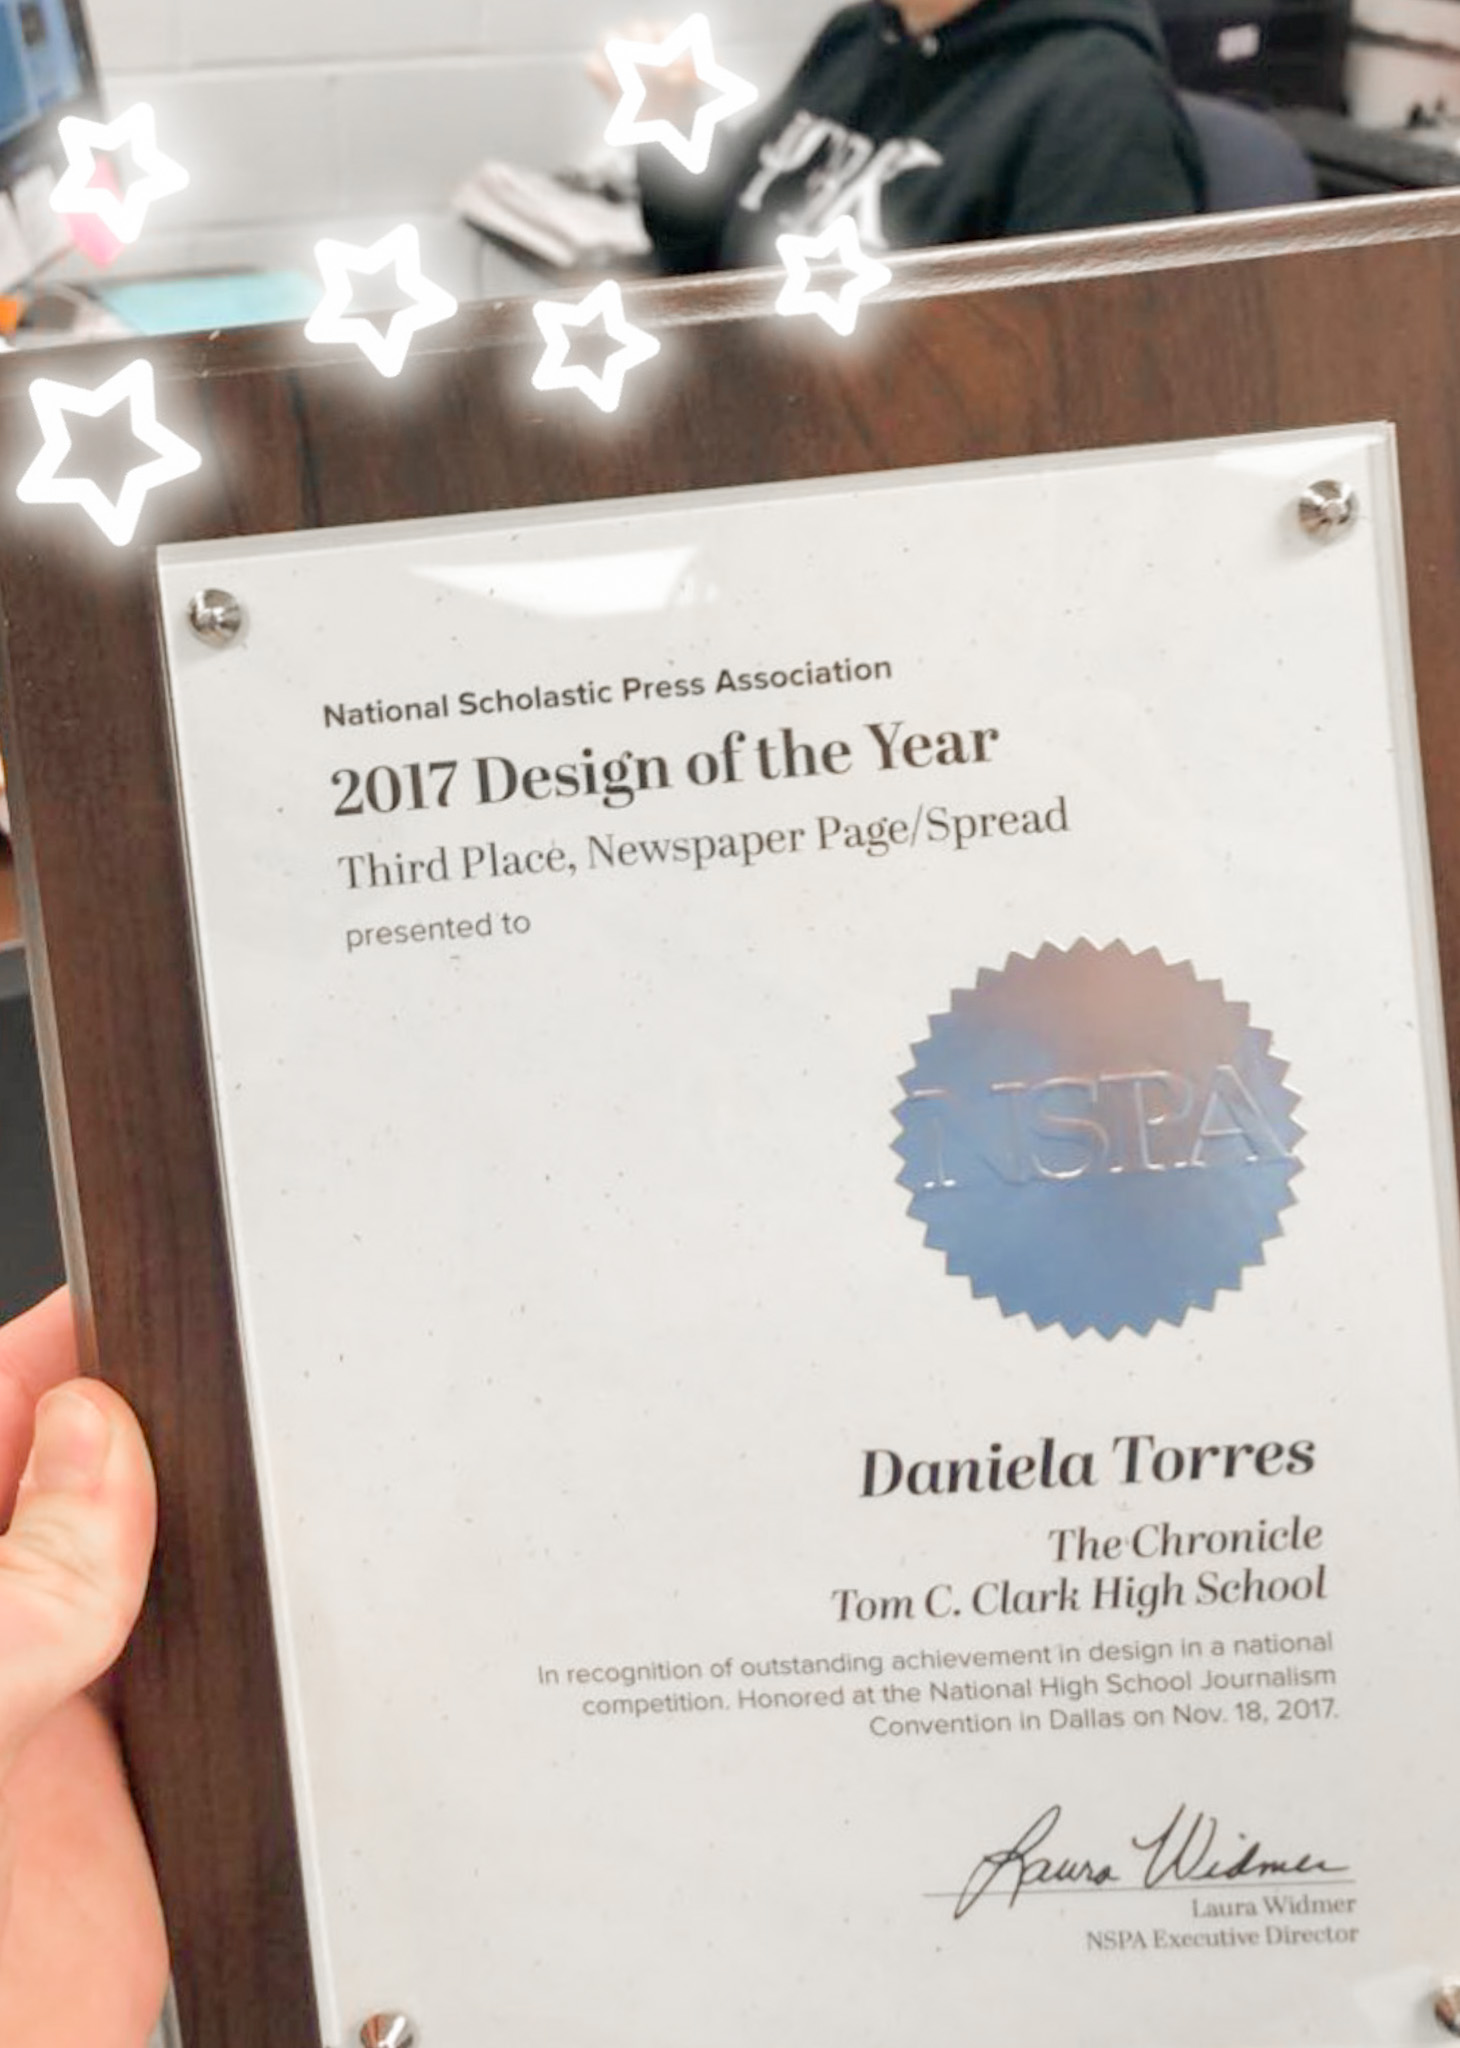 National Scholastic Press Association
2017 Design of the Year
Third Place, Newspaper Page/Spread
presented to
NSPA
Daniela Torres
The Chronicle
Tom C. Clark High School
In recognition of outstanding achievement in design in a national
competition. Honored at the National High School Journalism
Convention in Dallas on Nov. 18, 2017.
Laura Widmer
Laura Widmer
NSPA Executive Director